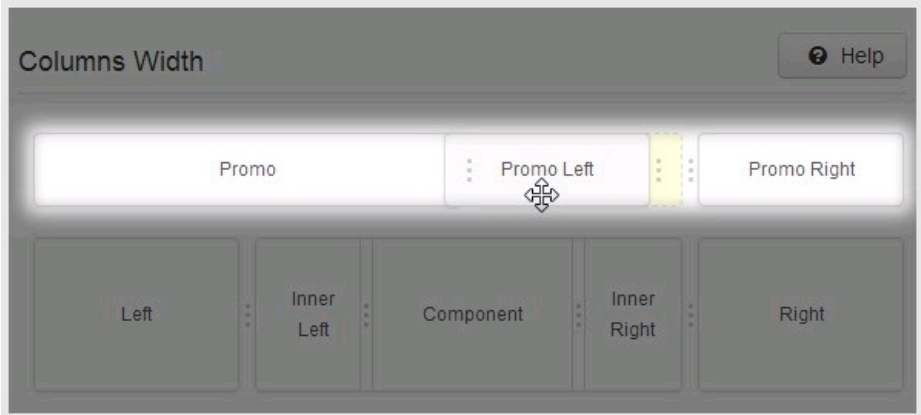 Columns Width
Help
Promo
Promo Left
Promo Right
Left
Inner
Left
Component
Inner
Right
Right